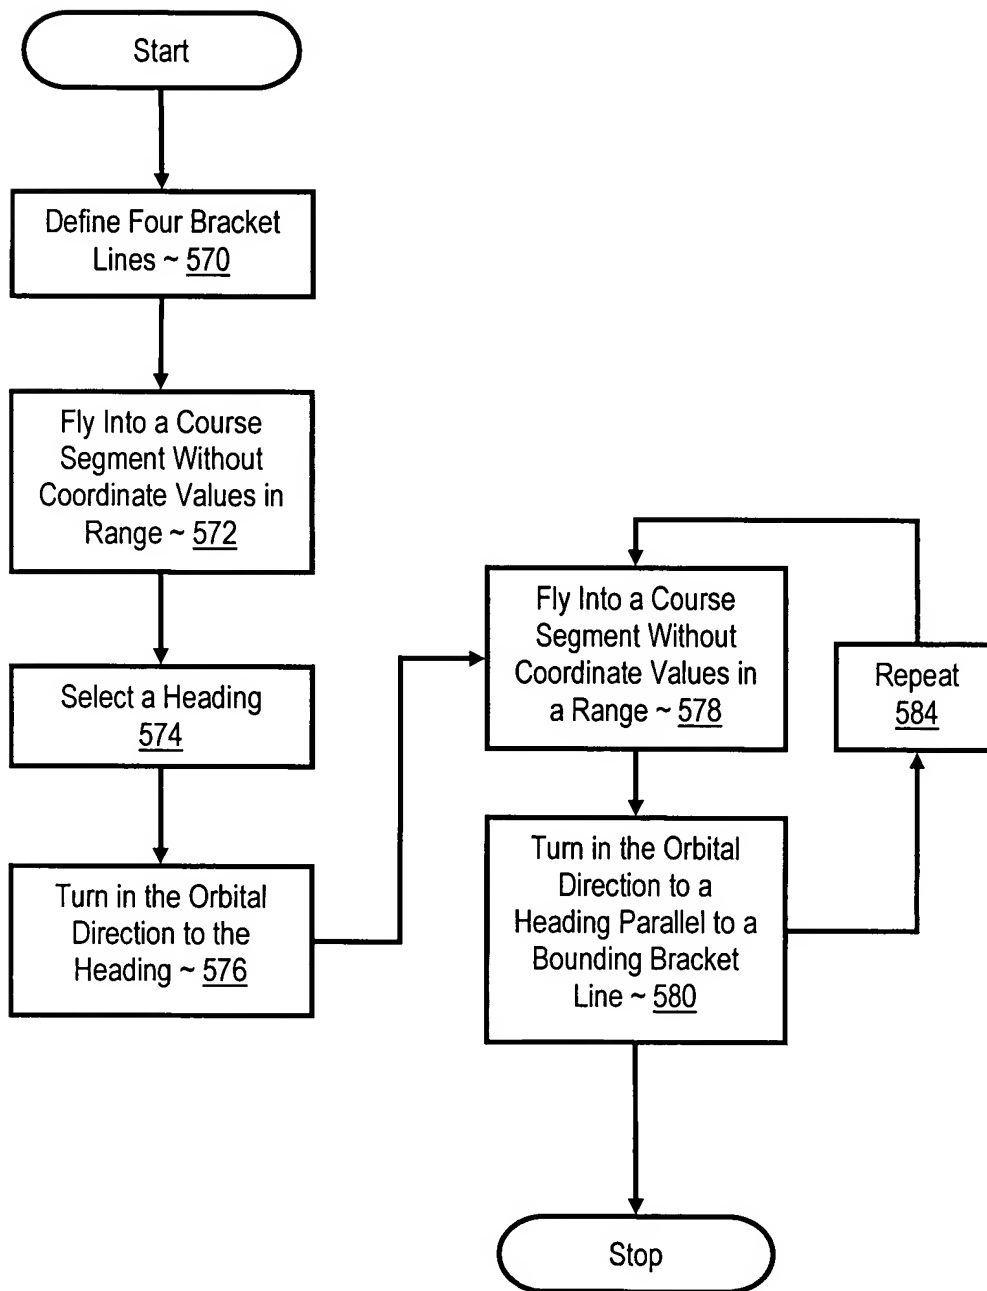 Start
Define Four Bracket
Lines ~ 570
Fly Into a Course
Segment Without
Coordinate Values in
Range ~ 572
Select a Heading
574
Turn in the Orbital
Direction to the
Heading ~ 576
Fly Into a Course
Segment Without
Coordinate Values in
a Range ~ 578
Repeat
584
Turn in the Orbital
Direction to a
Heading Parallel to a
Bounding Bracket
Line ~ 580
Stop